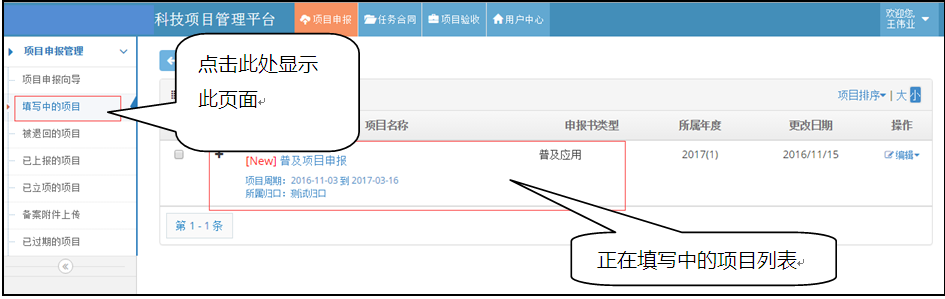 科技项目管理平台
项目申报
任务合同
项目验收
用户中心
欢迎您
王伟业
项目申报管理
项目申报向导
填写中的项目
被退回的项目
已上报的项目
已立项的项目
备案附件上传
已过期的项目
点击此处显示
此页面
项目排序 | 大 小
项目名称
申报书类型
所属年度
更改日期
操作
[New] 普及项目申报
项目周期：2016-11-03 到 2017-03-16
所属归口：测试归口
普及应用
2017(1)
2016/11/15
编辑
第 1 - 1 条
正在填写中的项目列表